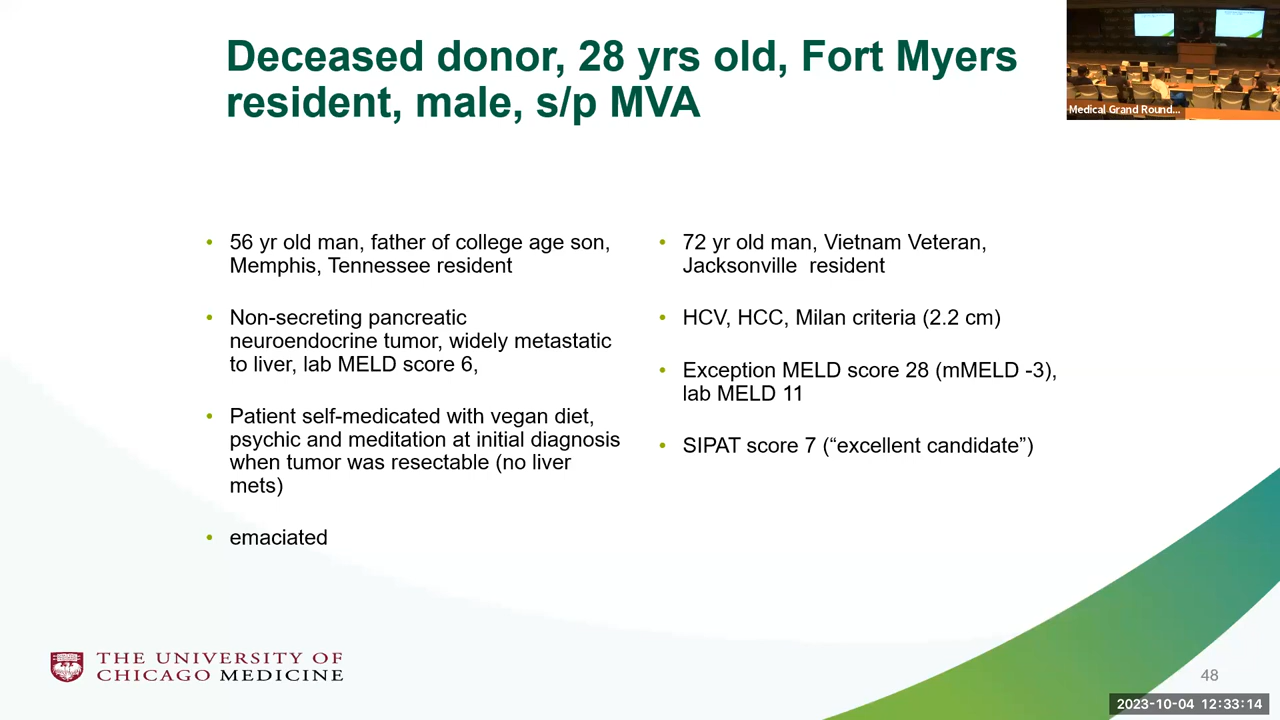 Deceased donor, 28 yrs old, Fort Myers
resident, male, s/p MVA
Medical Grand Round...
• 56 yr old man, father of college age son,
Memphis, Tennessee resident
• Non-secreting pancreatic
neuroendocrine tumor, widely metastatic
to liver, lab MELD score 6,
• Patient self-medicated with vegan diet,
psychic and meditation at initial diagnosis
when tumor was resectable (no liver
mets)
• emaciated
• 72 yr old man, Vietnam Veteran,
Jacksonville  resident
• HCV, HCC, Milan criteria (2.2 cm)
• Exception MELD score 28 (mMELD -3),
lab MELD 11
• SIPAT score 7 (“excellent candidate”)
THE UNIVERSITY OF
CHICAGO MEDICINE
48
2023-10-04 12:33:14